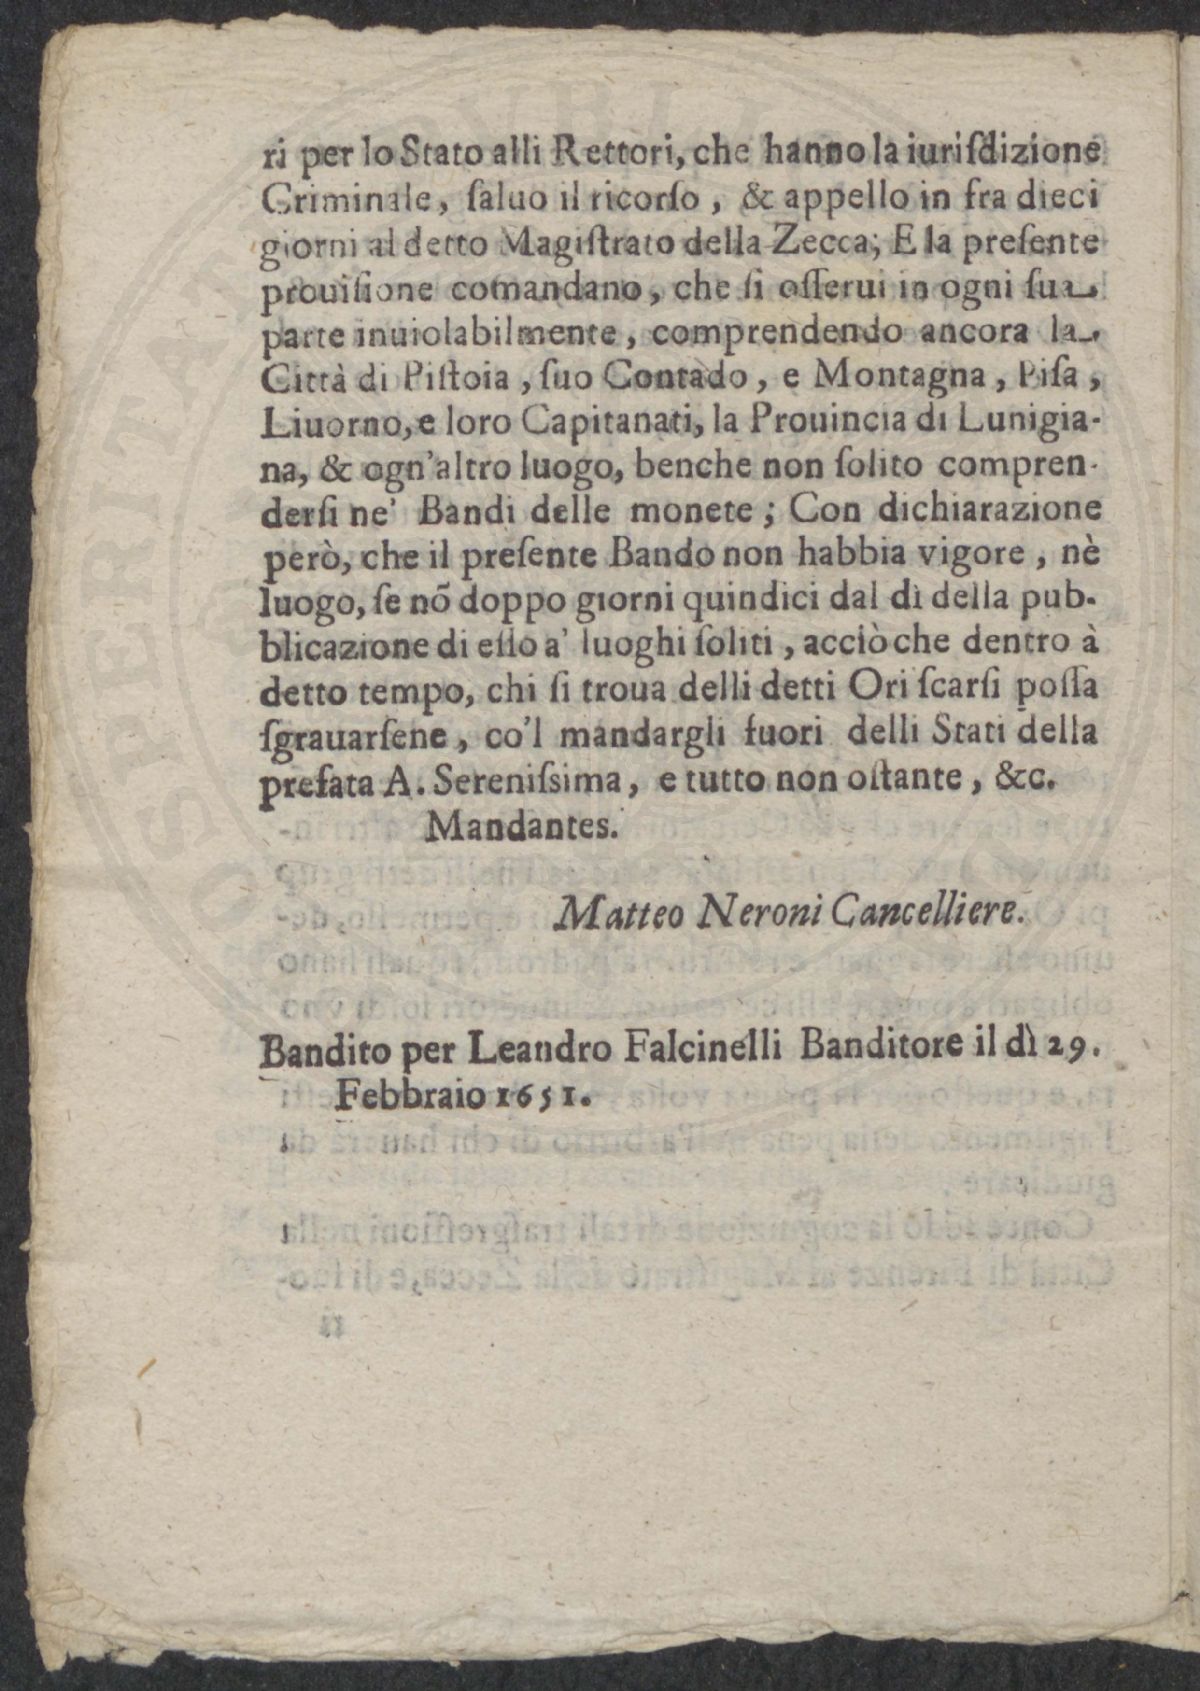 ri per lo Stato alli Rettori, che hanno la iuriſdizione
Criminale, ſaluo il ricorſo, & appello in fra dieci
giorni al detto Magiſtrato della Zecca; E la preſente
prouiſione comandano, che ſi oſſerui in ogni ſua
parte inuiolabilmente, comprendendo ancora la
Città di Piſtoia, ſuo Contado, e Montagna, Piſa,
Liuorno, e loro Capitanati, la Prouincia di Lunigia-
na, & ogn'altro luogo, benche non ſolito compren-
derſi ne' Bandi delle monete; Con dichiarazione
però, che il preſente Bando non habbia vigore, nè
luogo, ſe nõ doppo giorni quindici dal dì della pub-
blicazione di eſſo a' luoghi ſoliti, acciòche dentro à
detto tempo, chi ſi troua delli detti Ori ſcarſi poſſa
ſgrauarſene, co'l mandargli fuori delli Stati della
prefata A. Sereniſsima, e tutto non oſtante, &c.
Mandantes.
Matteo Neroni Cancelliere.
Bandito per Leandro Falcinelli Banditore il dì 29.
Febbraio 1651.